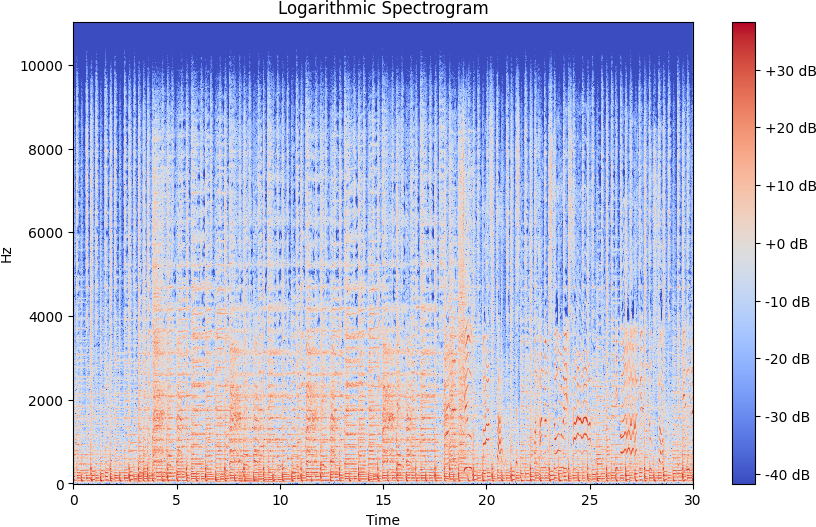 Logarithmic Spectrogram
Hz
10000
8000
6000
4000
2000
0
0 5 10 15 20 25 30
Time
+30 dB
+20 dB
+10 dB
+0 dB
-10 dB
-20 dB
-30 dB
-40 dB